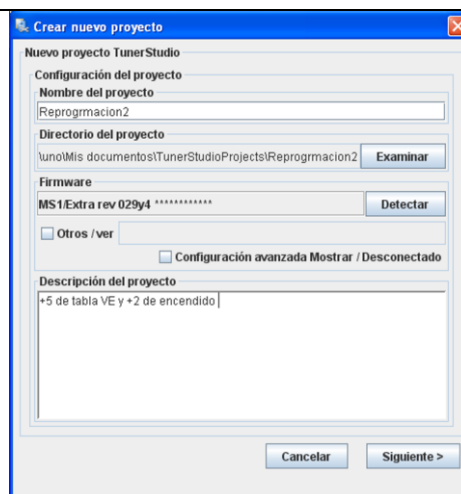 Crear nuevo proyecto
Nuevo proyecto TunerStudio
Configuración del proyecto
Nombre del proyecto
Reprogrmacion2
Directorio del proyecto
\uno\Mis documentos\TunerStudioProjects\Reprogrmacion2 Examinar
Firmware
MS1/Extra rev 029y4 ************ Detectar
Otros / ver
Configuración avanzada Mostrar / Desconectado
Descripción del proyecto
+5 de tabla VE y +2 de encendido
Cancelar Siguiente >